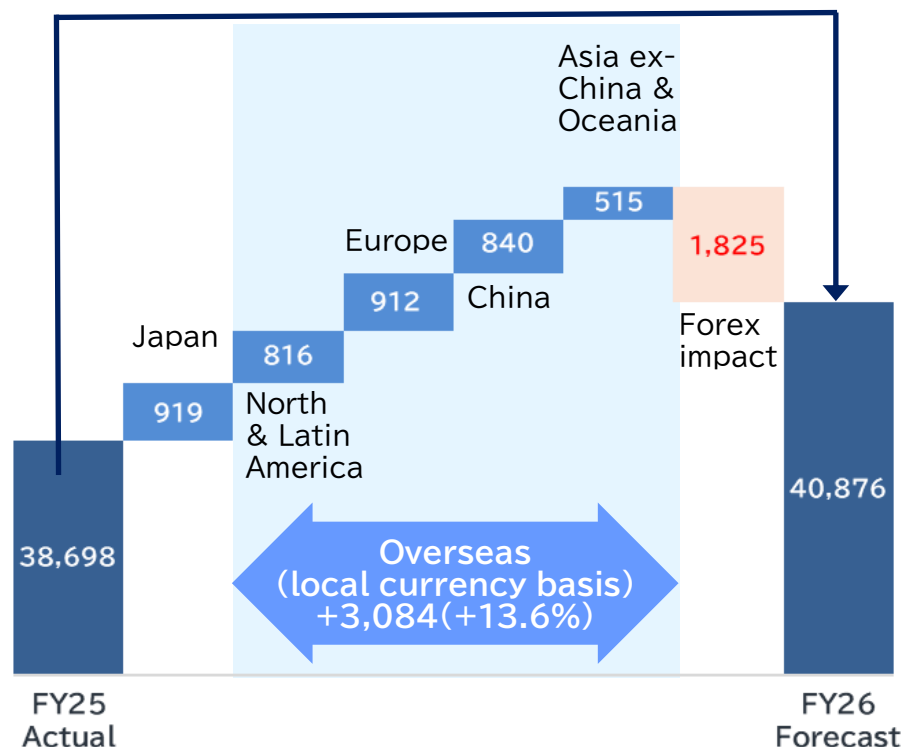 Asia ex-
China &
Oceania
515
Europe
840
1,825
912
China
Japan
816
Forex
impact
919
North
& Latin
America
38,698
40,876
Overseas
(local currency basis)
+3,084(+13.6%)
FY25
Actual
FY26
Forecast